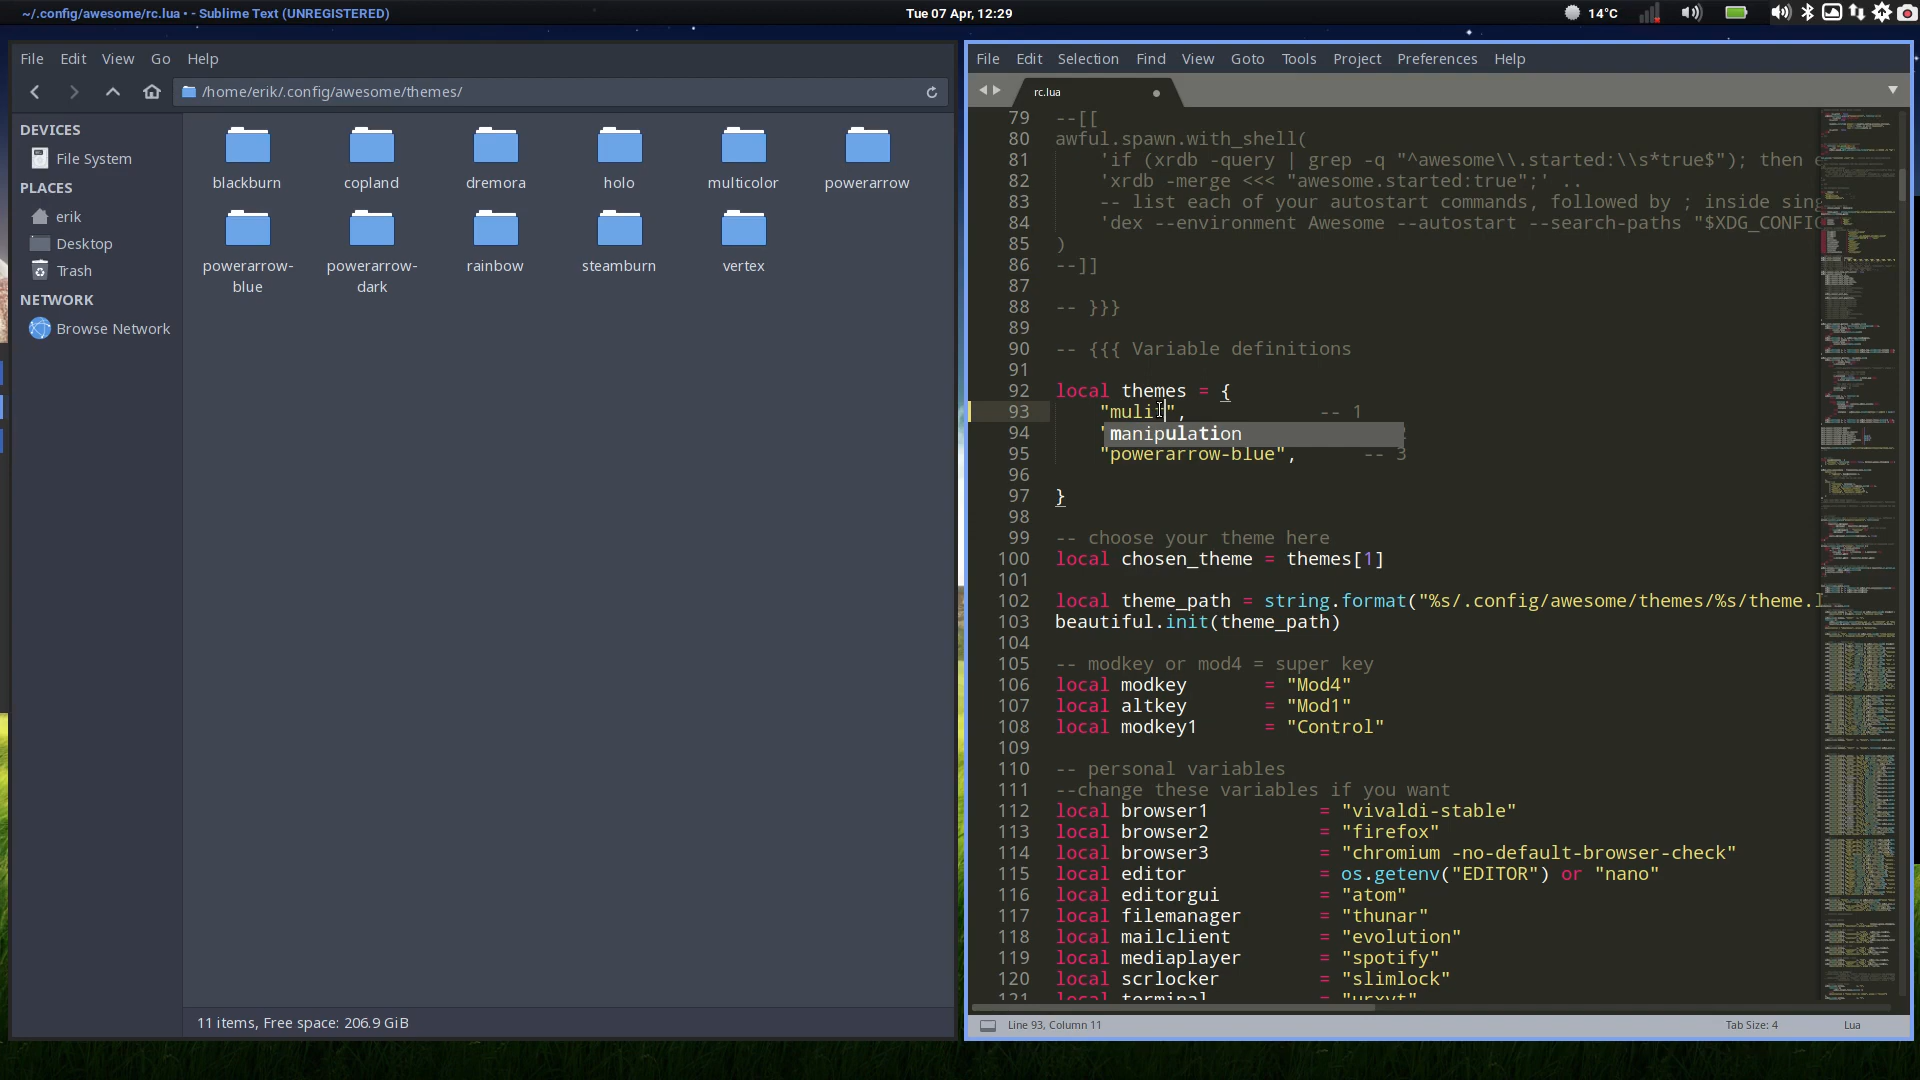 ~/.config/awesome/rc.lua • - Sublime Text (UNREGISTERED)
Tue 07 Apr, 12:29
14°C
File Edit View Go Help
/home/erik/.config/awesome/themes/
DEVICES
File System
PLACES
erik
Desktop
Trash
NETWORK
Browse Network
blackburn copland dremora holo multicolor powerarrow
powerarrow-blue powerarrow-dark rainbow steamburn vertex
11 items, Free space: 206.9 GiB
File Edit Selection Find View Goto Tools Project Preferences Help
rc.lua
79 --[[
80 awful.spawn.with_shell(
81 'if (xrdb -query | grep -q "^awesome\\.started:\\s*true$"); then
82 'xrdb -merge <<< "awesome.started:true";' ..
83 -- list each of your autostart commands, followed by ; inside
84 'dex --environment Awesome --autostart --search-paths "$XDG_CONFIG
85 )
86 --]]
87
88 -- }}}
89
90 -- {{{ Variable definitions
91
92 local themes = {
93 "muli", -- 1
94 manipulation
95 "powerarrow-blue", -- 3
96
97 }
98
99 -- choose your theme here
100 local chosen_theme = themes[1]
101
102 local theme_path = string.format("%s/.config/awesome/themes/%s/theme.l
103 beautiful.init(theme_path)
104
105 -- modkey or mod4 = super key
106 local modkey = "Mod4"
107 local altkey = "Mod1"
108 local modkey1 = "Control"
109
110 -- personal variables
111 --change these variables if you want
112 local browser1 = "vivaldi-stable"
113 local browser2 = "firefox"
114 local browser3 = "chromium -no-default-browser-check"
115 local editor = os.getenv("EDITOR") or "nano"
116 local editorgui = "atom"
117 local filemanager = "thunar"
118 local mailclient = "evolution"
119 local mediaplayer = "spotify"
120 local scrlocker = "slimlock"
121 local terminal = "urxvt"
Line 93, Column 11
Tab Size: 4
Lua